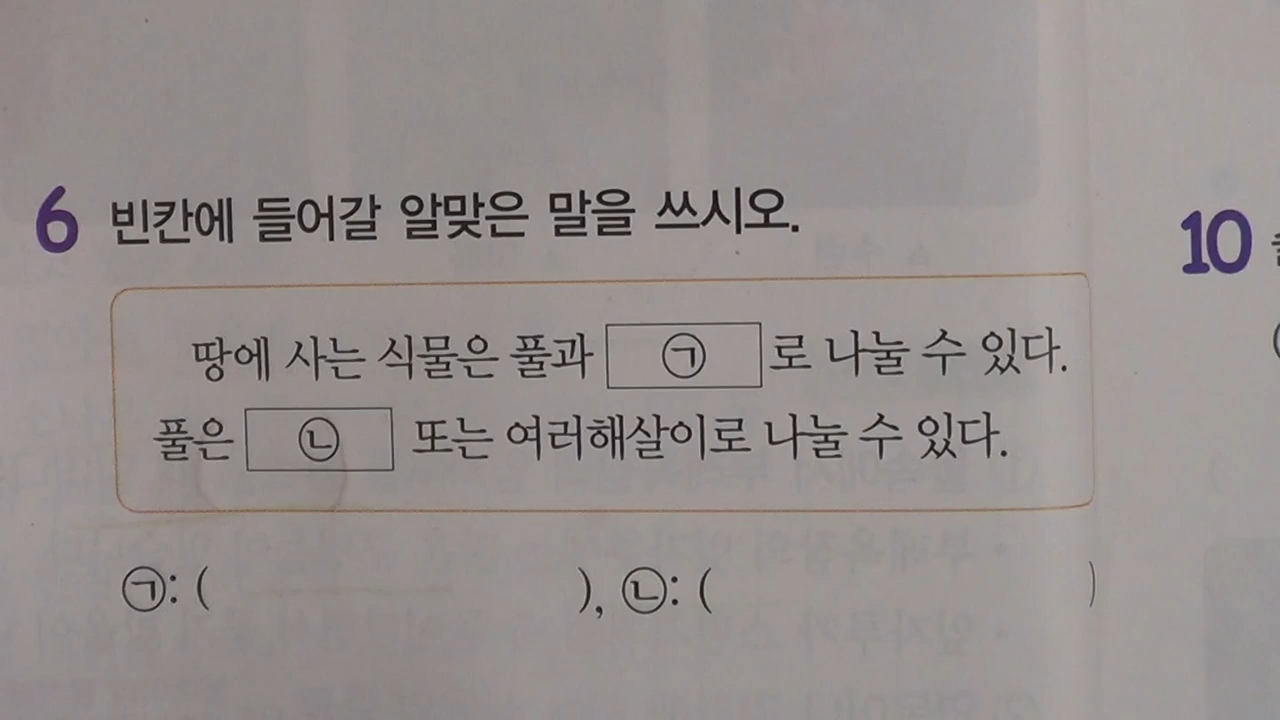 6 빈칸에 들어갈 알맞은 말을 쓰시오.
땅에 사는 식물은 풀과 ㉠ 로 나눌 수 있다.
풀은 ㉡ 또는 여러해살이로 나눌 수 있다.
㉠: ( ), ㉡: ( )
10